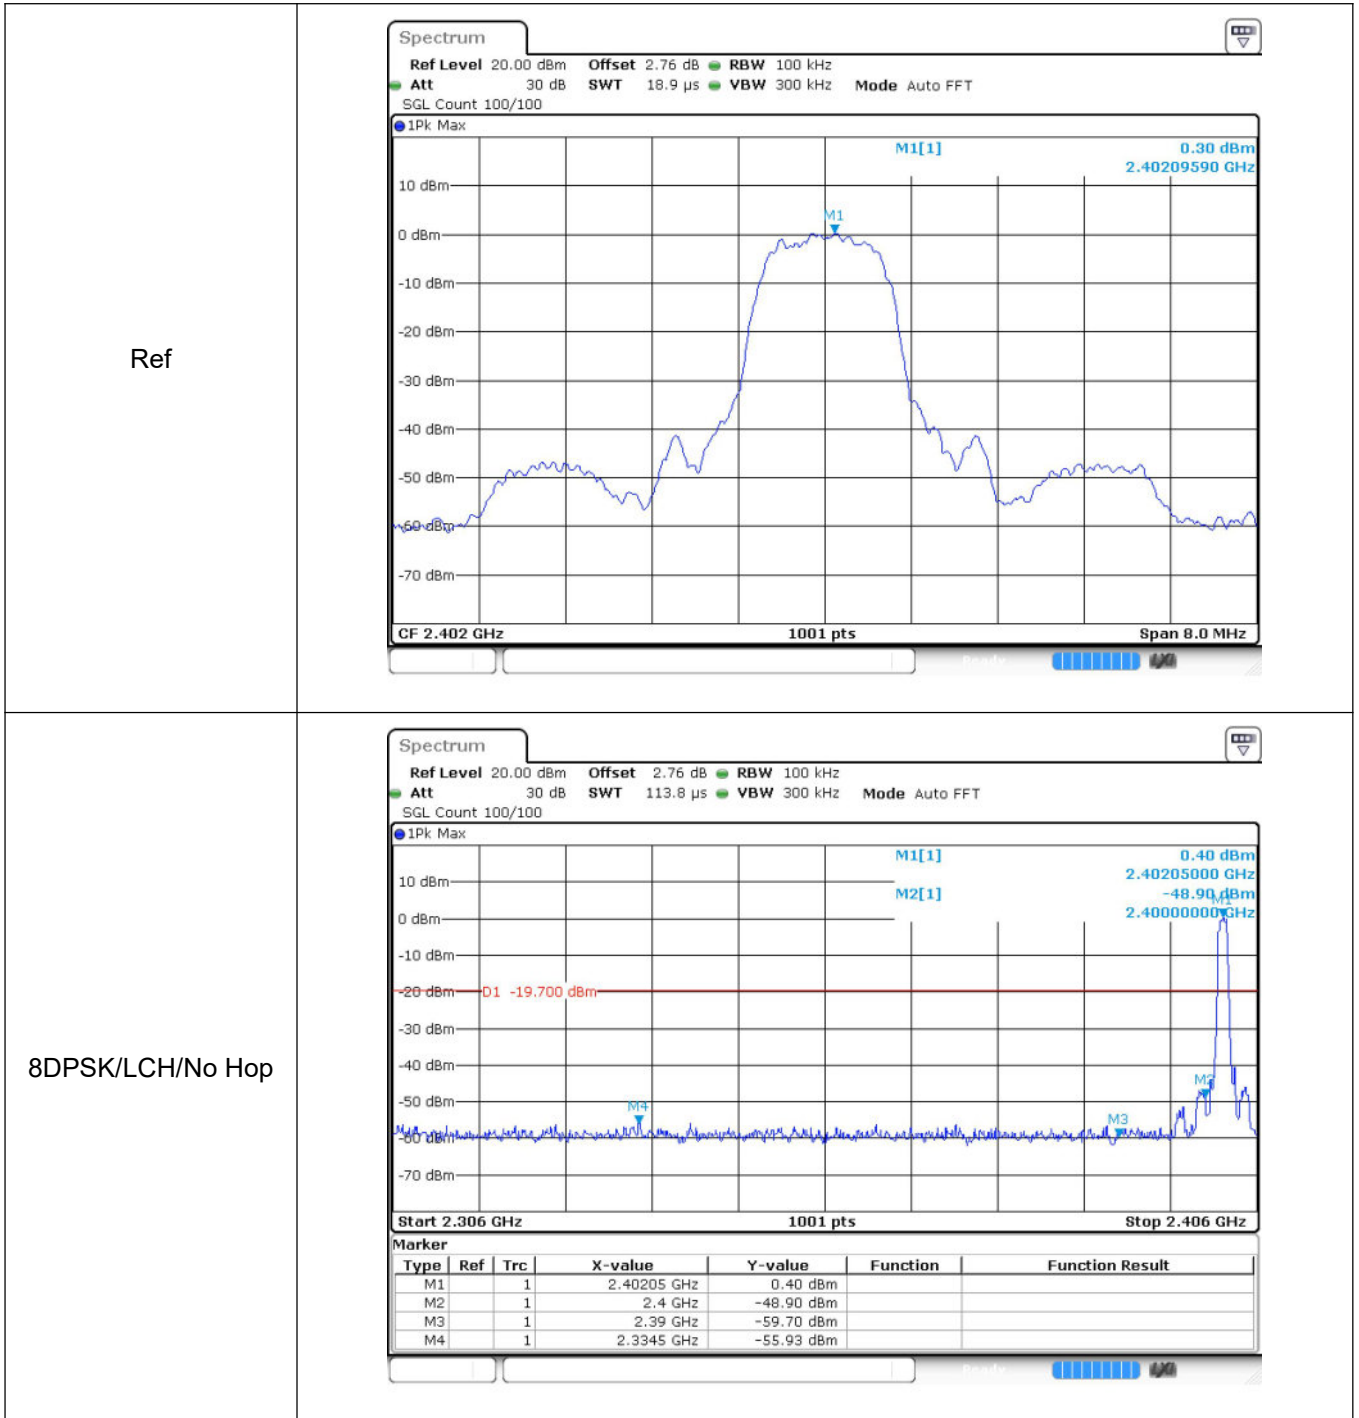 Ref
Spectrum
Ref Level 20.00 dBm Offset 2.76 dB RBW 100 kHz
Att 30 dB SWT 18.9 µs VBW 300 kHz Mode Auto FFT
SGL Count 100/100
1Pk Max
M1[1] 0.30 dBm
2.40209590 GHz
10 dBm
M1
0 dBm
-10 dBm
-20 dBm
-30 dBm
-40 dBm
-50 dBm
-60 dBm
-70 dBm
CF 2.402 GHz 1001 pts Span 8.0 MHz
Ready
8DPSK/LCH/No Hop
Spectrum
Ref Level 20.00 dBm Offset 2.76 dB RBW 100 kHz
Att 30 dB SWT 113.8 µs VBW 300 kHz Mode Auto FFT
SGL Count 100/100
1Pk Max
M1[1] 0.40 dBm
2.40205000 GHz
10 dBm
M2[1] -48.90 dBm
M1
0 dBm 2.40000000 GHz
-10 dBm
-20 dBm D1 -19.700 dBm
-30 dBm
-40 dBm
M2
-50 dBm
M4
M3
-60 dBm
-70 dBm
Start 2.306 GHz 1001 pts Stop 2.406 GHz
Marker
Type Ref Trc X-value Y-value Function Function Result
M1 1 2.40205 GHz 0.40 dBm
M2 1 2.4 GHz -48.90 dBm
M3 1 2.39 GHz -59.70 dBm
M4 1 2.3345 GHz -55.93 dBm
Ready